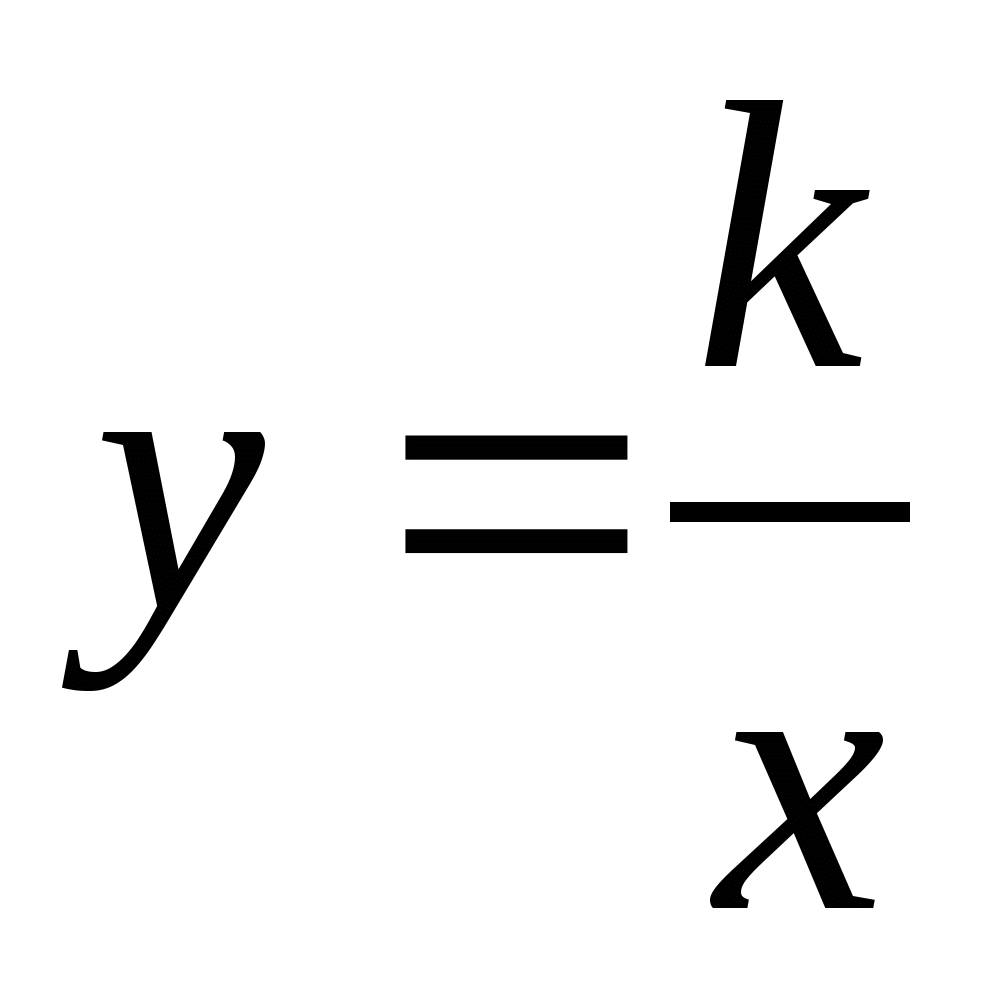 y = k/x